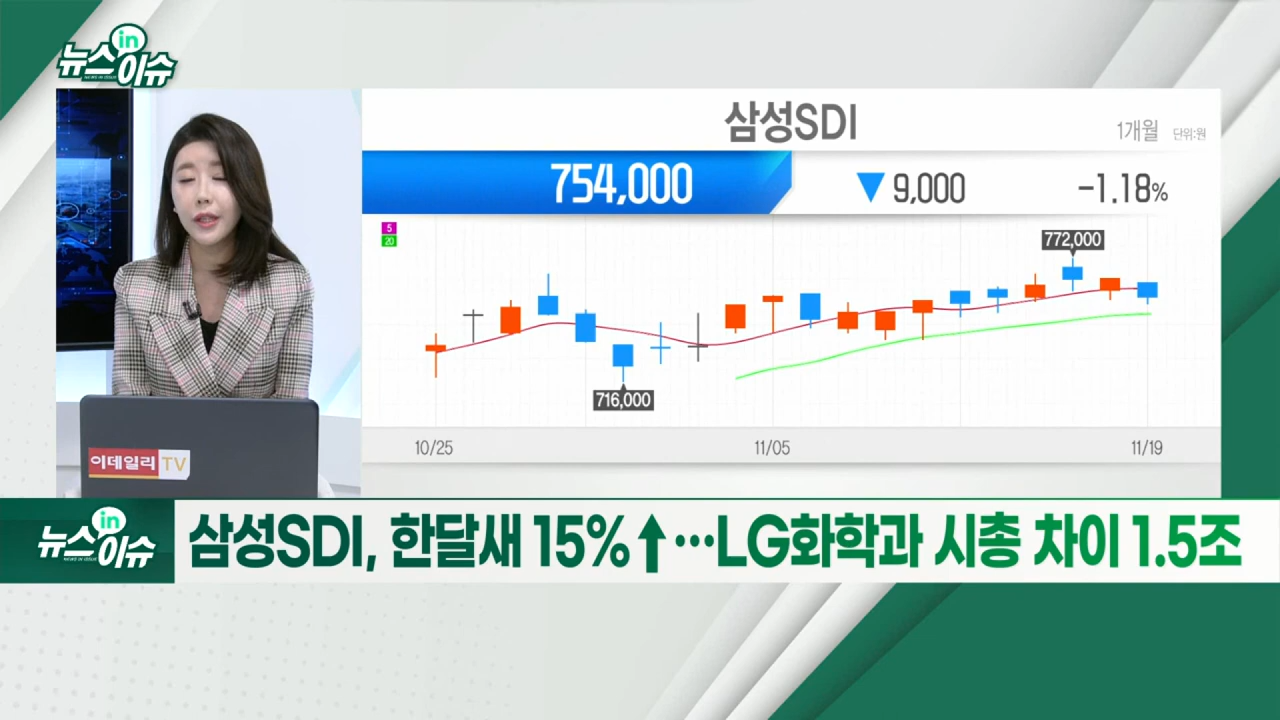 뉴스in이슈
삼성SDI
1개월 단위:원
754,000
▼ 9,000
-1.18%
5
20
772,000
716,000
10/25
11/05
11/19
이데일리TV
뉴스in이슈
삼성SDI, 한달새 15%↑…LG화학과 시총 차이 1.5조